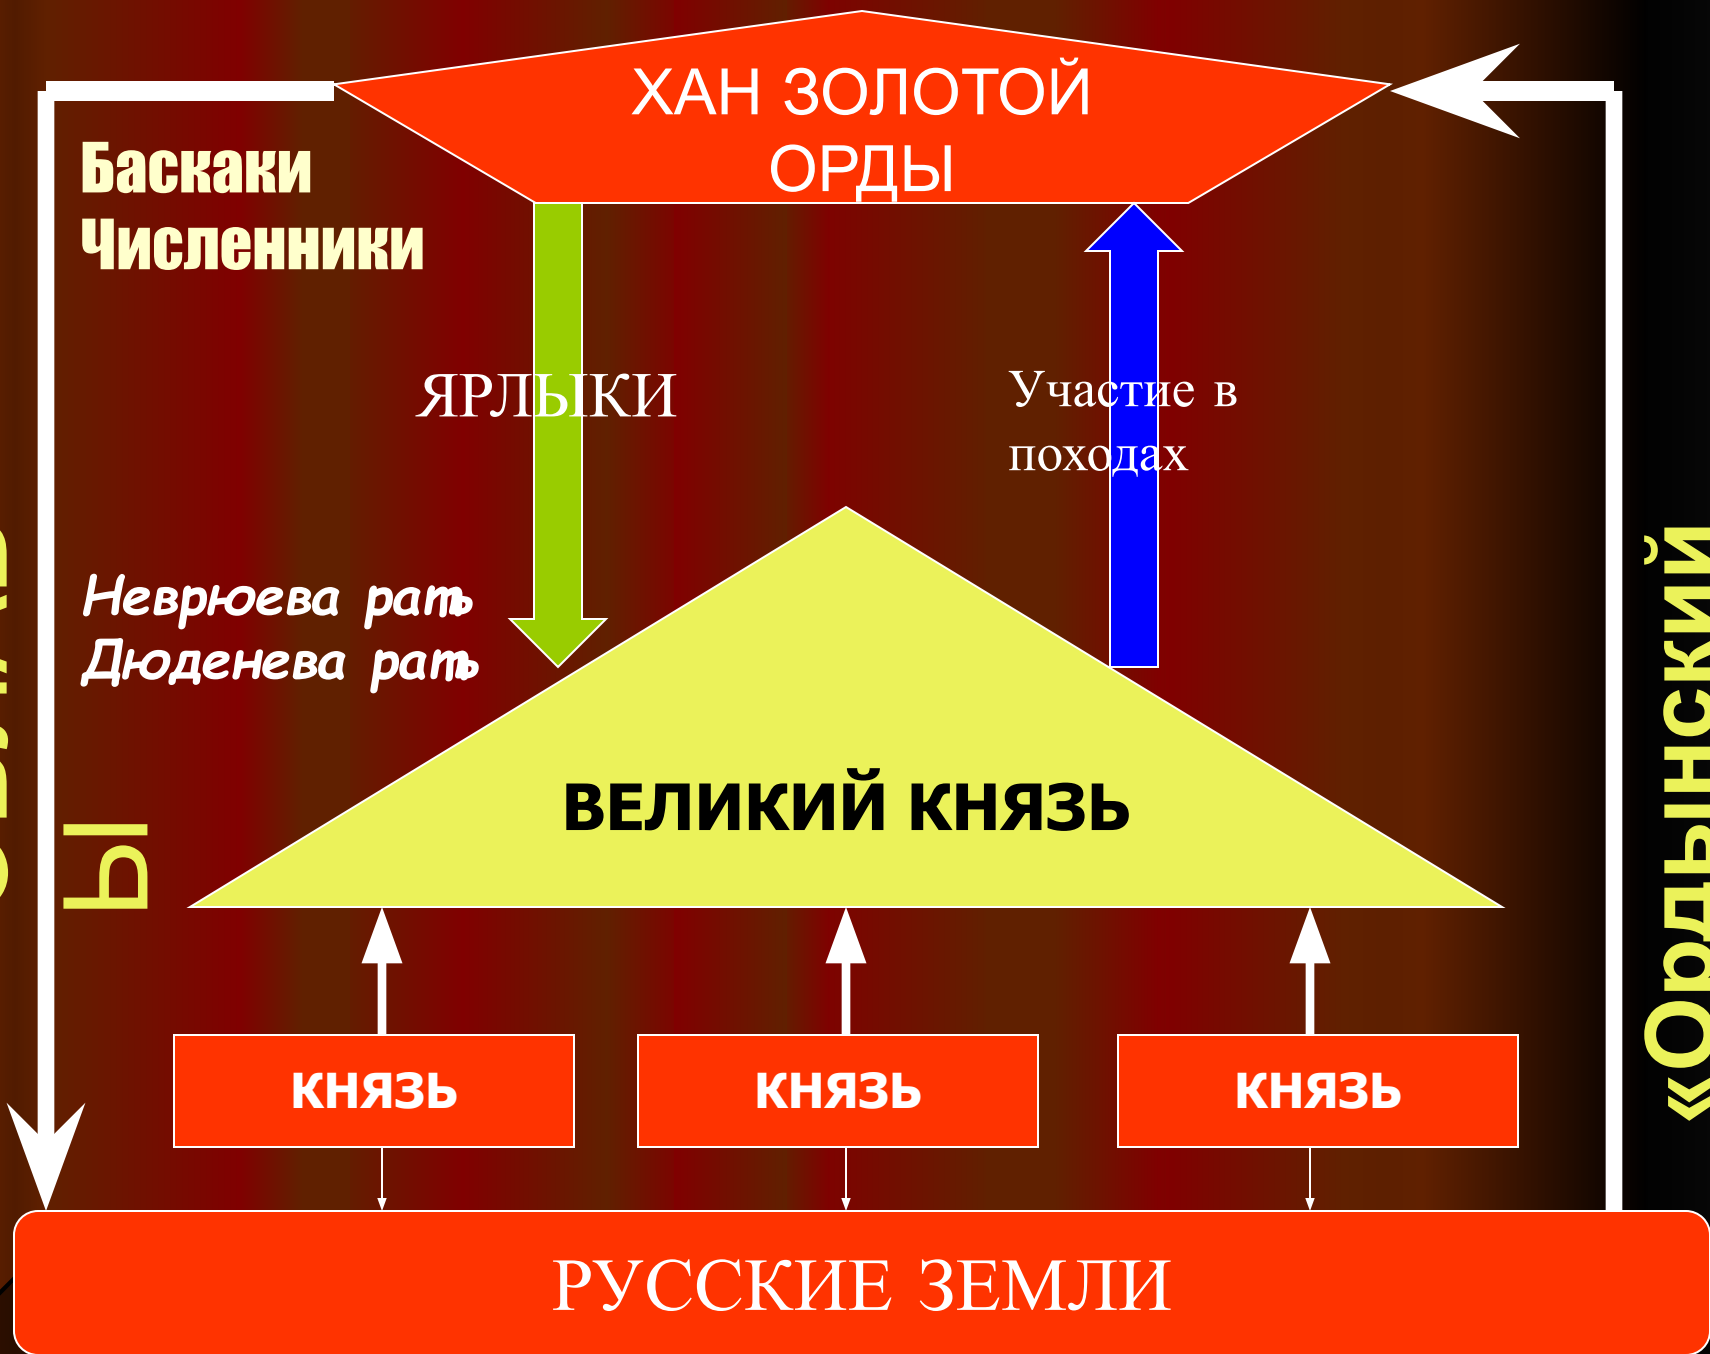 ХАН ЗОЛОТОЙ
ОРДЫ
Баскаки
Численники
ЯРЛЫКИ
Участие в
походах
Неврюева рать
Дюденева рать
«Ордынский
ВЕЛИКИЙ КНЯЗЬ
КНЯЗЬ
КНЯЗЬ
КНЯЗЬ
РУССКИЕ ЗЕМЛИ